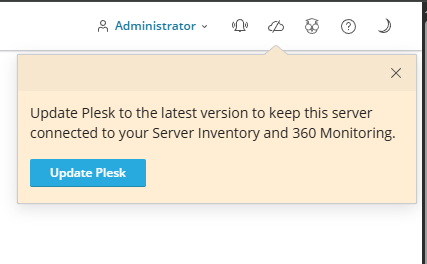 Administrator
Update Plesk to the latest version to keep this server
connected to your Server Inventory and 360 Monitoring.
Update Plesk